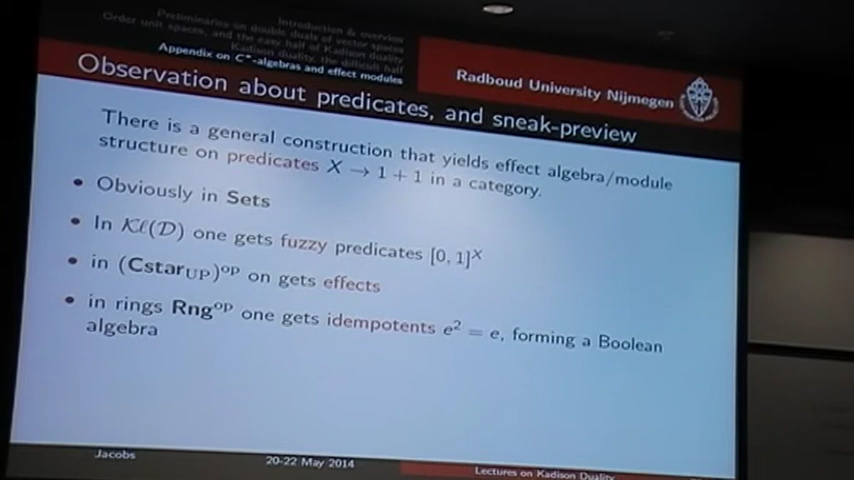 Introduction & overview
Preliminaries on double duals of vector spaces
Order unit spaces, and the easy half of Kadison duality
Kadison duality, the difficult half
Appendix on C*-algebras and effect modules
Radboud University Nijmegen
Observation about predicates, and sneak-preview
There is a general construction that yields effect algebra/module
structure on predicates X → 1 + 1 in a category.
• Obviously in Sets
• In 𝒦ℓ(𝒟) one gets fuzzy predicates [0, 1]^X
• in (Cstar_UP)^op on gets effects
• in rings Rng^op one gets idempotents e² = e, forming a Boolean
algebra
Jacobs
20-22 May 2014
Lectures on Kadison Duality